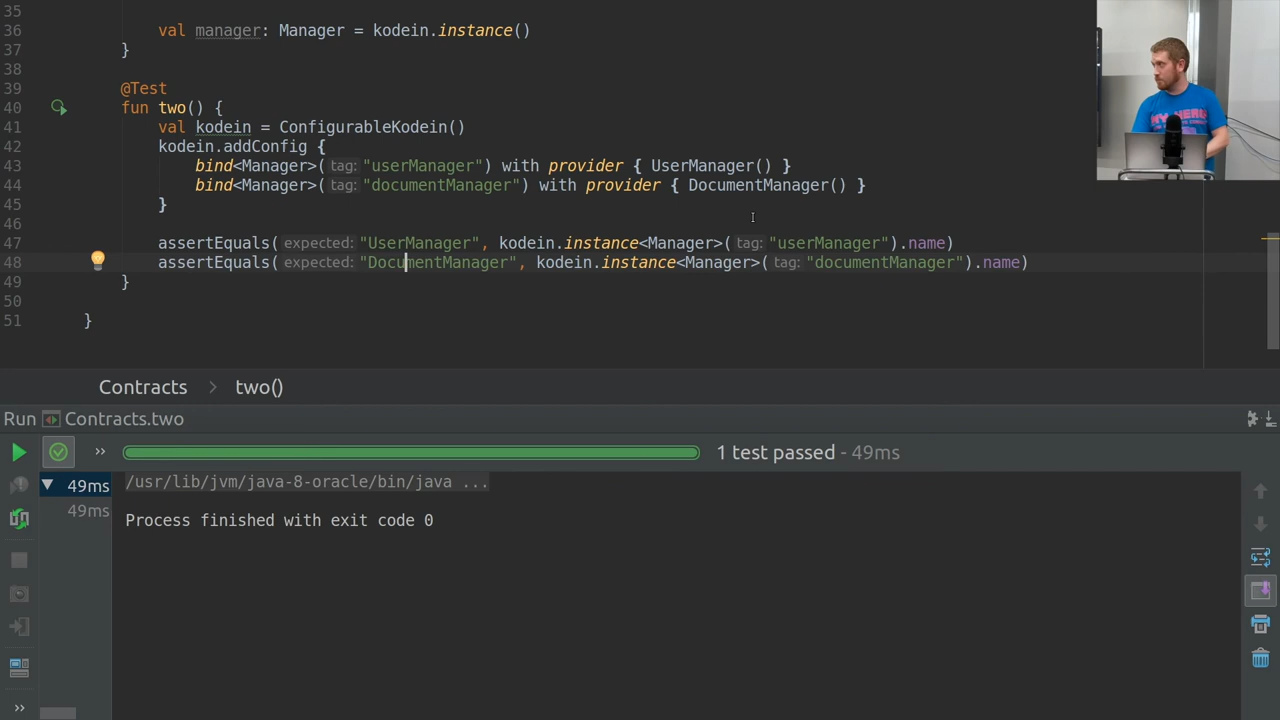 35
36 val manager: Manager = kodein.instance()
37 }
38
39 @Test
40 fun two() {
41 val kodein = ConfigurableKodein()
42 kodein.addConfig {
43 bind<Manager>( tag: "userManager") with provider { UserManager() }
44 bind<Manager>( tag: "documentManager") with provider { DocumentManager() }
45 }
46
47 assertEquals( expected: "UserManager", kodein.instance<Manager>( tag: "userManager").name)
48 assertEquals( expected: "DocumentManager", kodein.instance<Manager>( tag: "documentManager").name)
49 }
50
51 }
Contracts > two()
Run Contracts.two
>> 1 test passed - 49ms
49ms /usr/lib/jvm/java-8-oracle/bin/java ...
49ms
Process finished with exit code 0
>>